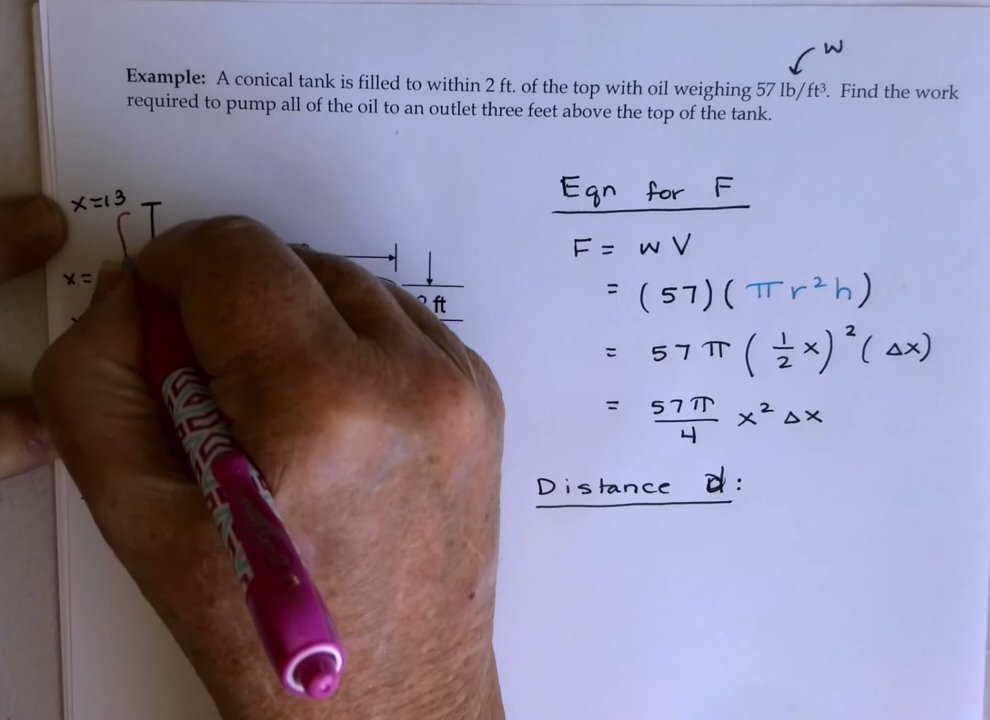 w
Example: A conical tank is filled to within 2 ft. of the top with oil weighing 57 lb/ft³. Find the work
required to pump all of the oil to an outlet three feet above the top of the tank.
Eqn for F
x=13
F = w V
x=
= (57)(πr²h)
ft
= 57π(½x)²(Δx)
= 57π/4 x² Δx
Distance d: